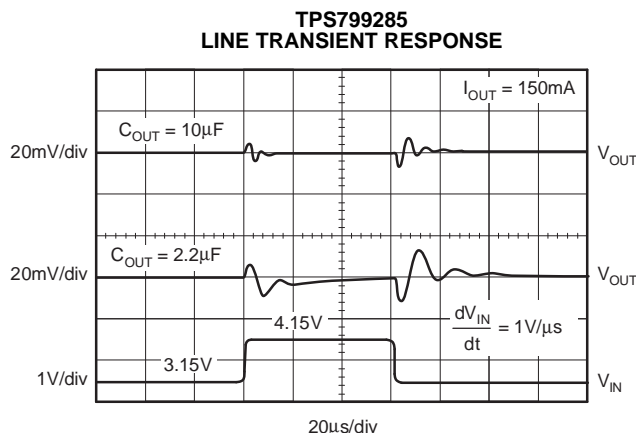 TPS799285
LINE TRANSIENT RESPONSE
I_OUT = 150mA
C_OUT = 10μF
20mV/div
V_OUT
C_OUT = 2.2μF
20mV/div
V_OUT
4.15V
dV_IN
dt
= 1V/μs
3.15V
1V/div
V_IN
20μs/div